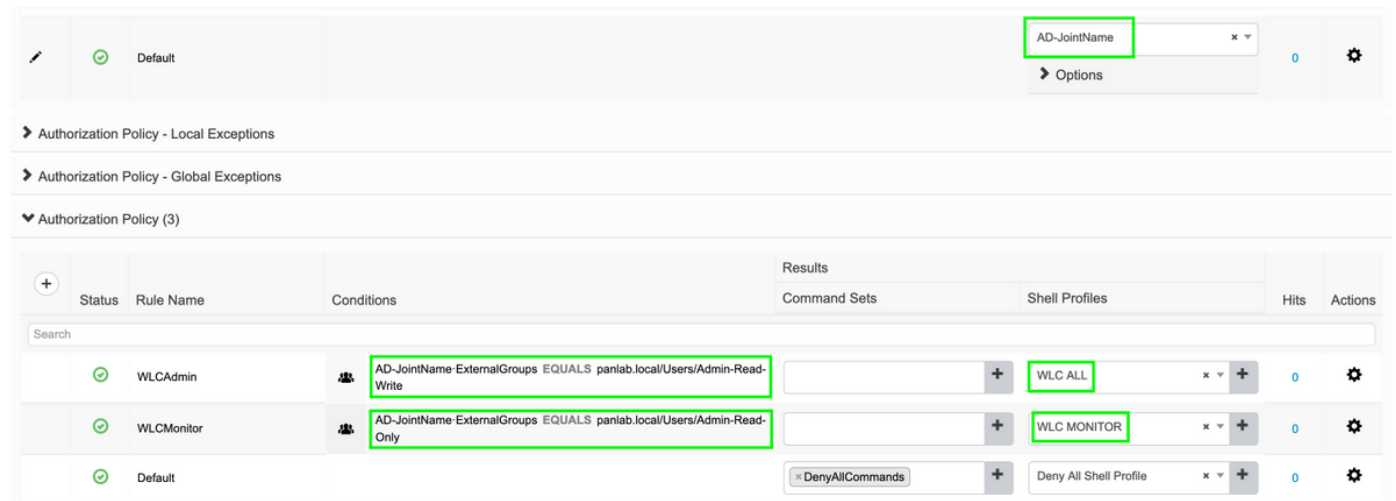 AD-JointName
Default
Options
0
Authorization Policy - Local Exceptions
Authorization Policy - Global Exceptions
Authorization Policy (3)
Results
Status Rule Name Conditions Command Sets Shell Profiles Hits Actions
Search
WLCAdmin AD-JointName·ExternalGroups EQUALS panlab.local/Users/Admin-Read-
Write
WLC ALL
0
WLCMonitor AD-JointName·ExternalGroups EQUALS panlab.local/Users/Admin-Read-
Only
WLC MONITOR
0
Default DenyAllCommands Deny All Shell Profile 0